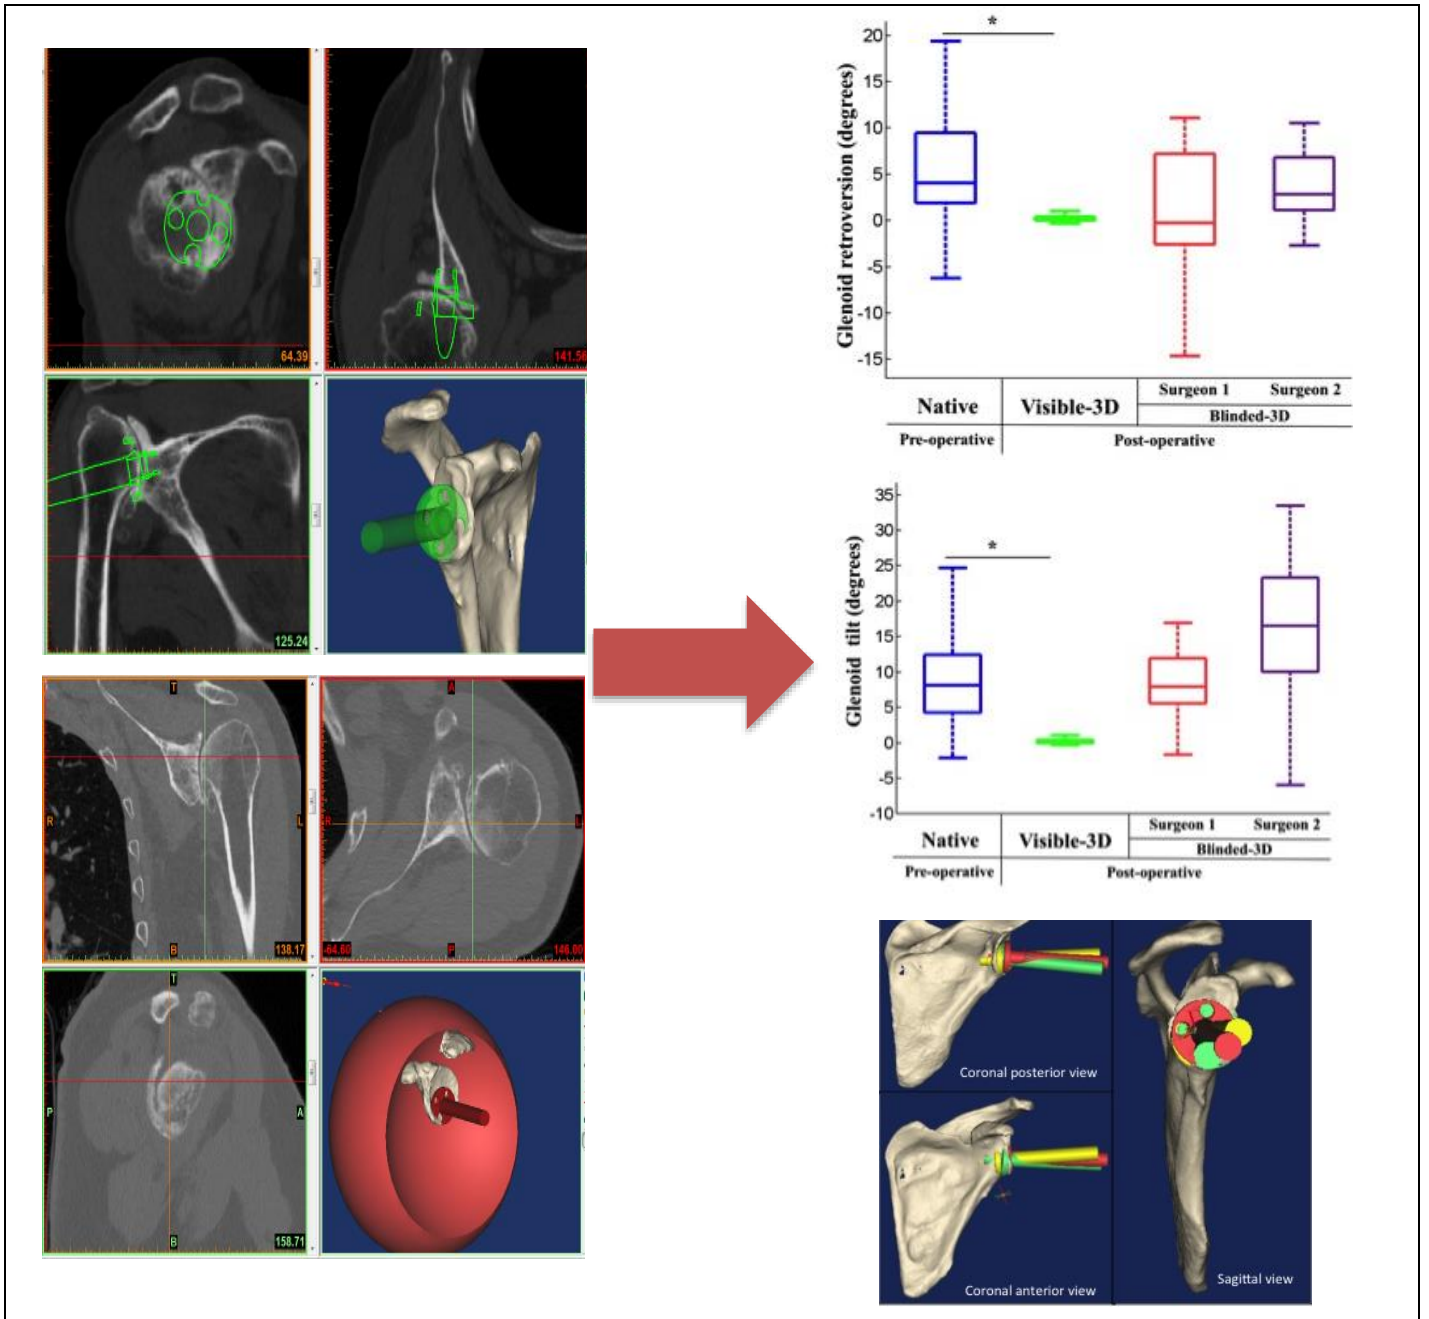 64.39
141.56
125.24
T
R
L
B
138.17
A
R
L
P
-64.60
146.00
T
P
A
B
158.71
*
Glenoid retroversion (degrees)
20
15
10
5
0
-5
-10
-15
Native
Visible-3D
Surgeon 1
Surgeon 2
Blinded-3D
Pre-operative
Post-operative
*
Glenoid tilt (degrees)
35
30
25
20
15
10
5
0
-5
-10
Native
Visible-3D
Surgeon 1
Surgeon 2
Blinded-3D
Pre-operative
Post-operative
Coronal posterior view
Coronal anterior view
Sagittal view